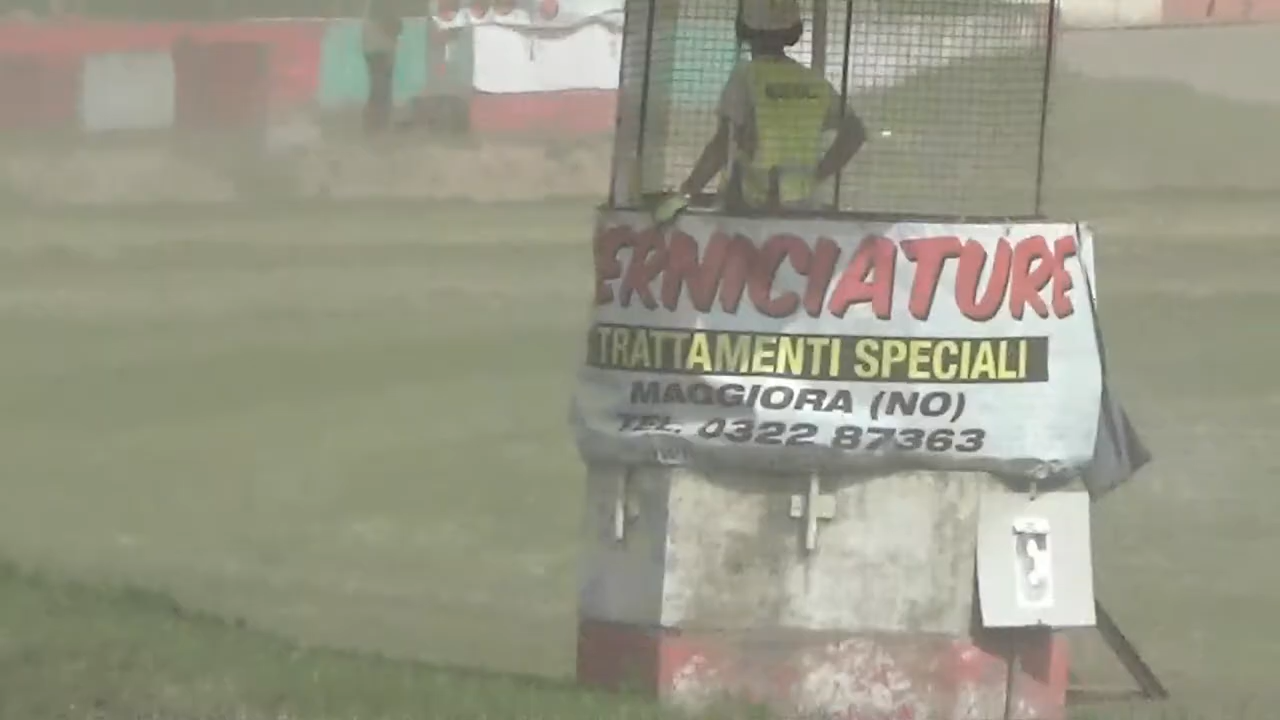 ERNICIATURE
TRATTAMENTI SPECIALI
MAGGIORA (NO)
TEL. 0322 87363